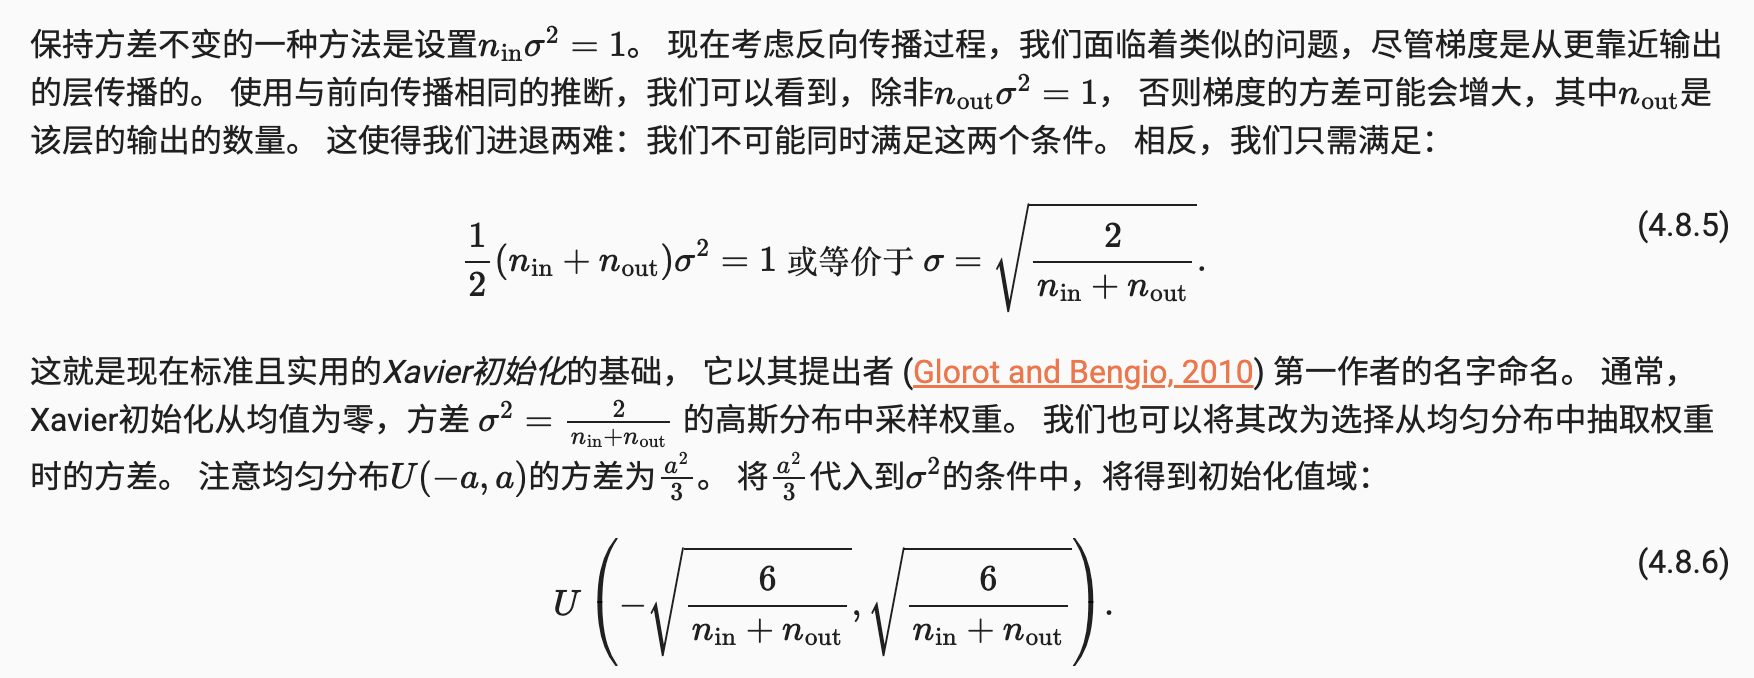 保持方差不变的一种方法是设置$n_\mathrm{in} \sigma^2 = 1$。 现在考虑反向传播过程，我们面临着类似的问题，尽管梯度是从更靠近输出
的层传播的。 使用与前向传播相同的推断，我们可以看到，除非$n_\mathrm{out} \sigma^2 = 1$， 否则梯度的方差可能会增大，其中$n_\mathrm{out}$是
该层的输出的数量。 这使得我们进退两难：我们不可能同时满足这两个条件。 相反，我们只需满足：
$\frac{1}{2} (n_\mathrm{in} + n_\mathrm{out}) \sigma^2 = 1 \text{ 或等价于 } \sigma = \sqrt{\frac{2}{n_\mathrm{in} + n_\mathrm{out}}}.$ (4.8.5)
这就是现在标准且实用的Xavier初始化的基础， 它以其提出者 (Glorot and Bengio, 2010) 第一作者的名字命名。 通常，
Xavier初始化从均值为零，方差 $\sigma^2 = \frac{2}{n_\mathrm{in} + n_\mathrm{out}}$ 的高斯分布中采样权重。 我们也可以将其改为选择从均匀分布中抽取权重
时的方差。 注意均匀分布$U(-a, a)$的方差为$\frac{a^2}{3}$。 将$\frac{a^2}{3}$代入到$\sigma^2$的条件中，将得到初始化值域：
$U\left(-\sqrt{\frac{6}{n_\mathrm{in} + n_\mathrm{out}}}, \sqrt{\frac{6}{n_\mathrm{in} + n_\mathrm{out}}}\right).$ (4.8.6)